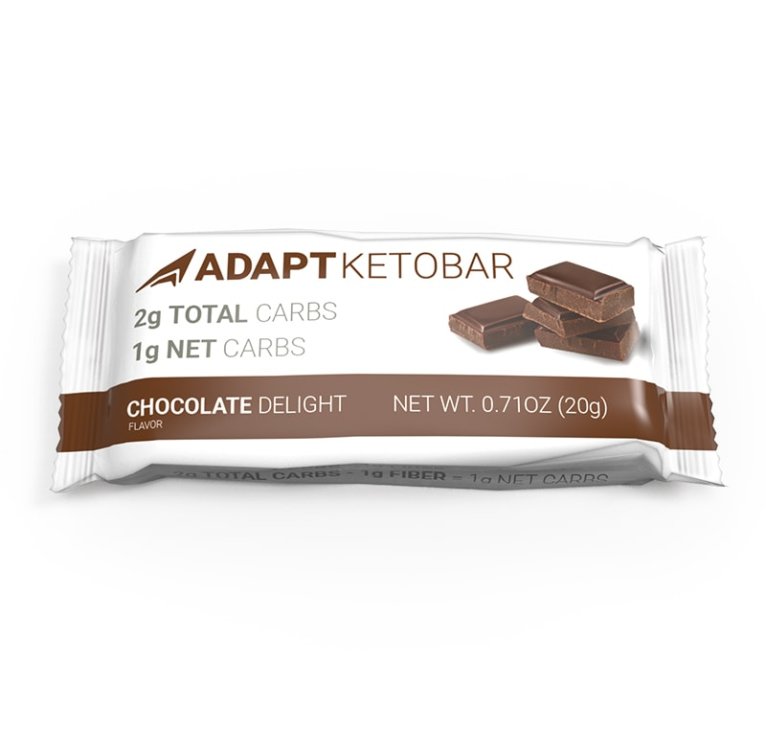 ADAPT KETOBAR
2g TOTAL CARBS
1g NET CARBS
CHOCOLATE DELIGHT NET WT. 0.71OZ (20g)
FLAVOR
2g TOTAL CARBS - 1g FIBER = 1g NET CARBS